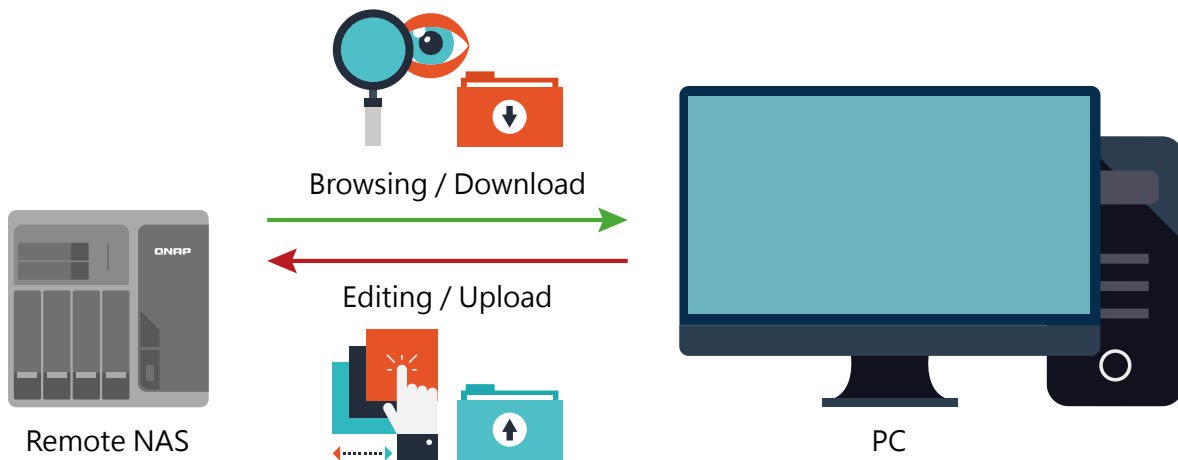 Browsing / Download
QNAP
Editing / Upload
Remote NAS
PC